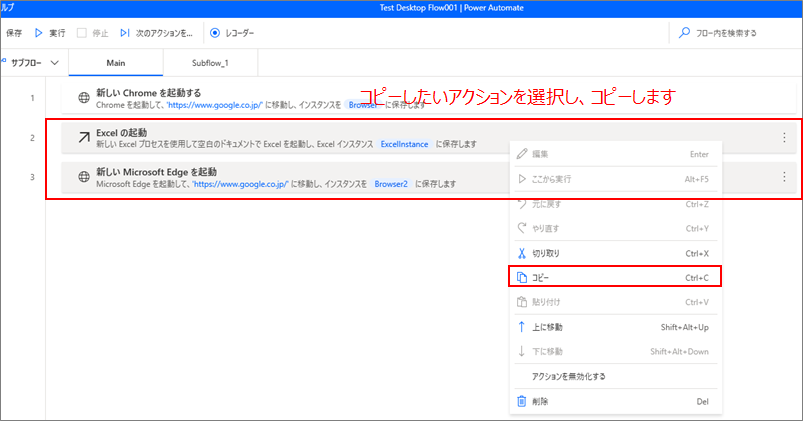 ルプ
Test Desktop Flow001 | Power Automate
保存 実行 停止 次のアクションを... レコーダー フロー内を検索する
サブフロー Main Subflow_1
コピーしたいアクションを選択し、コピーします
1 新しい Chrome を起動する
Chrome を起動して、'https://www.google.co.jp/' に移動し、インスタンスを Browser に保存します
2 Excel の起動
新しい Excel プロセスを使用して空白のドキュメントで Excel を起動し、Excel インスタンス ExcelInstance に保存します
3 新しい Microsoft Edge を起動
Microsoft Edge を起動して、'https://www.google.co.jp/' に移動し、インスタンスを Browser2 に保存します
編集 Enter
ここから実行 Alt+F5
元に戻す Ctrl+Z
やり直す Ctrl+Y
切り取り Ctrl+X
コピー Ctrl+C
貼り付け Ctrl+V
上に移動 Shift+Alt+Up
下に移動 Shift+Alt+Down
アクションを無効化する
削除 Del